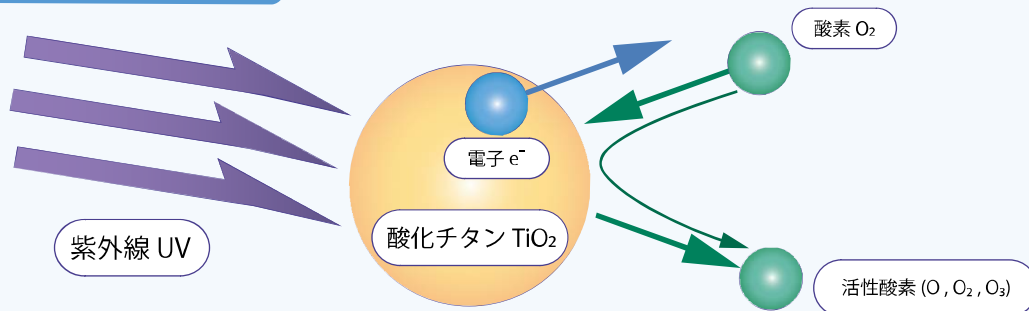 酸素 O₂
電子 e⁻
酸化チタン TiO₂
紫外線 UV
活性酸素 (O , O₂ , O₃)